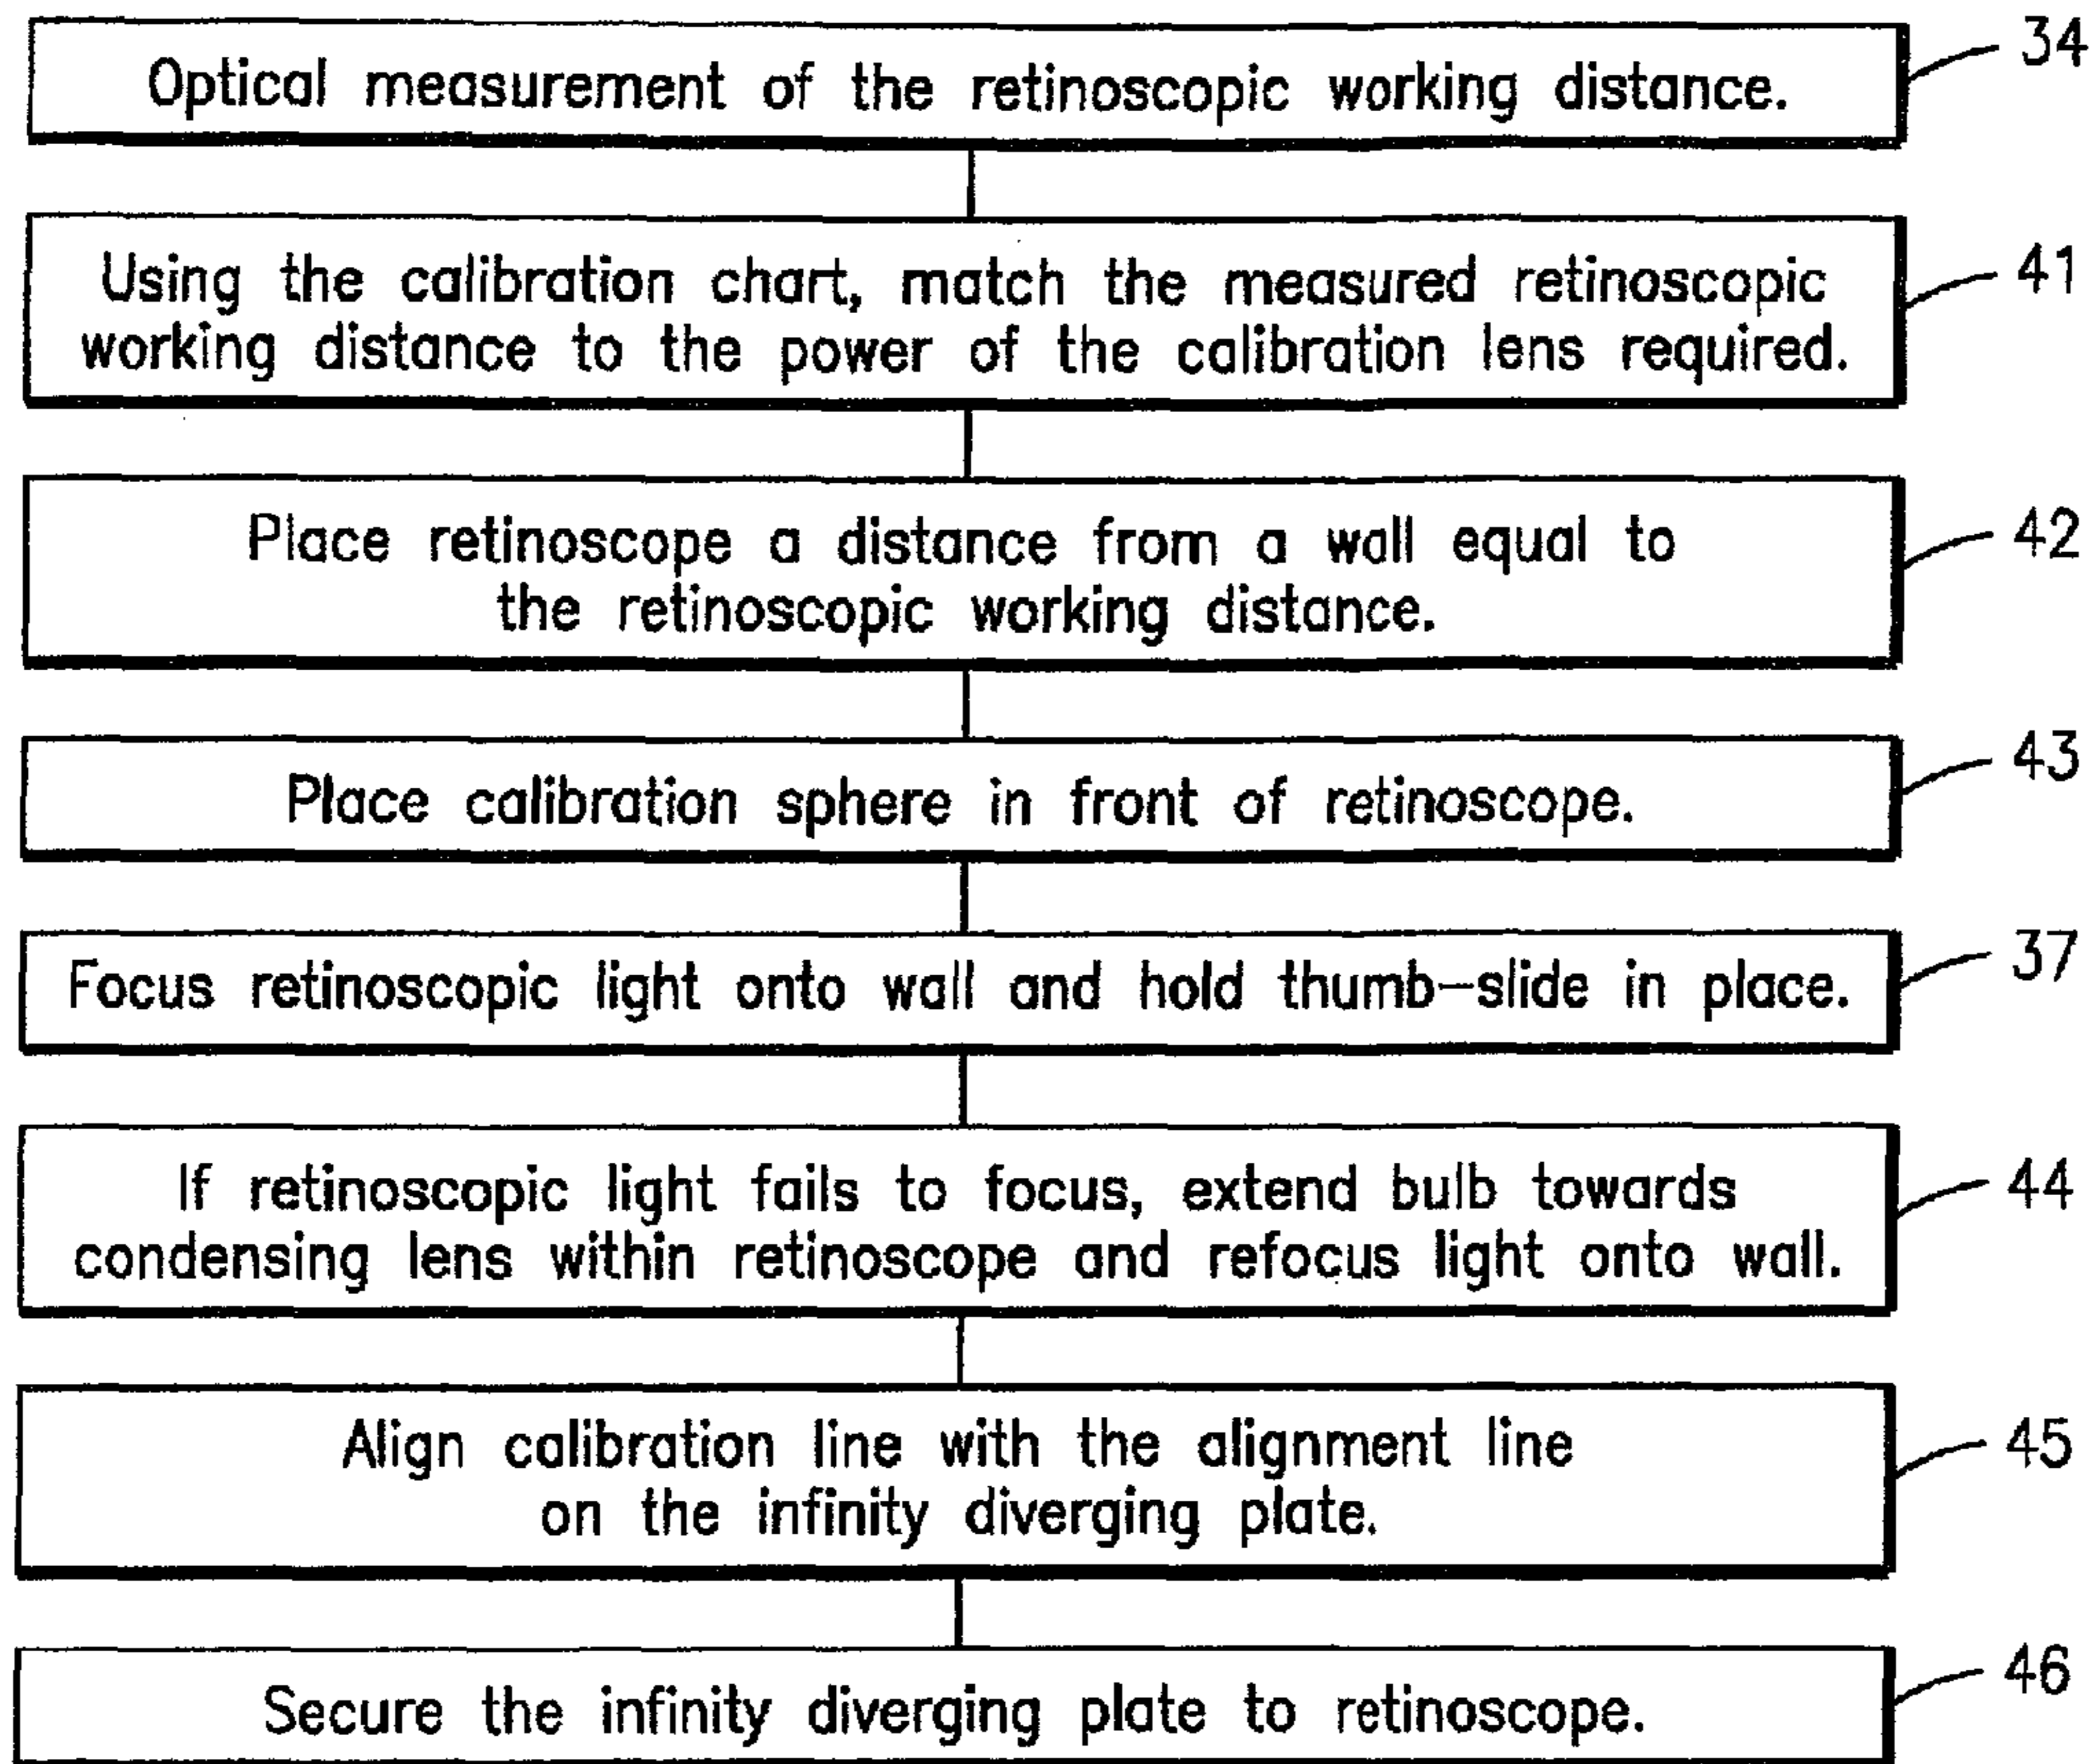 Optical measurement of the retinoscopic working distance.
34
Using the calibration chart, match the measured retinoscopic
working distance to the power of the calibration lens required.
41
Place retinoscope a distance from a wall equal to
the retinoscopic working distance.
42
Place calibration sphere in front of retinoscope.
43
Focus retinoscopic light onto wall and hold thumb-slide in place.
37
If retinoscopic light fails to focus, extend bulb towards
condensing lens within retinoscope and refocus light onto wall.
44
Align calibration line with the alignment line
on the infinity diverging plate.
45
Secure the infinity diverging plate to retinoscope.
46